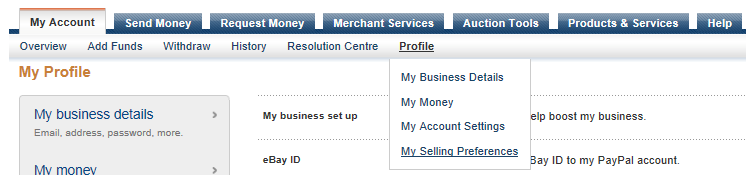 My Account Send Money Request Money Merchant Services Auction Tools Products & Services Help
Overview Add Funds Withdraw History Resolution Centre Profile
My Profile
My Business Details
My Money
My Account Settings
My Selling Preferences
My business details
Email, address, password, more.
My money
My business set up elp boost my business.
eBay ID Bay ID to my PayPal account.